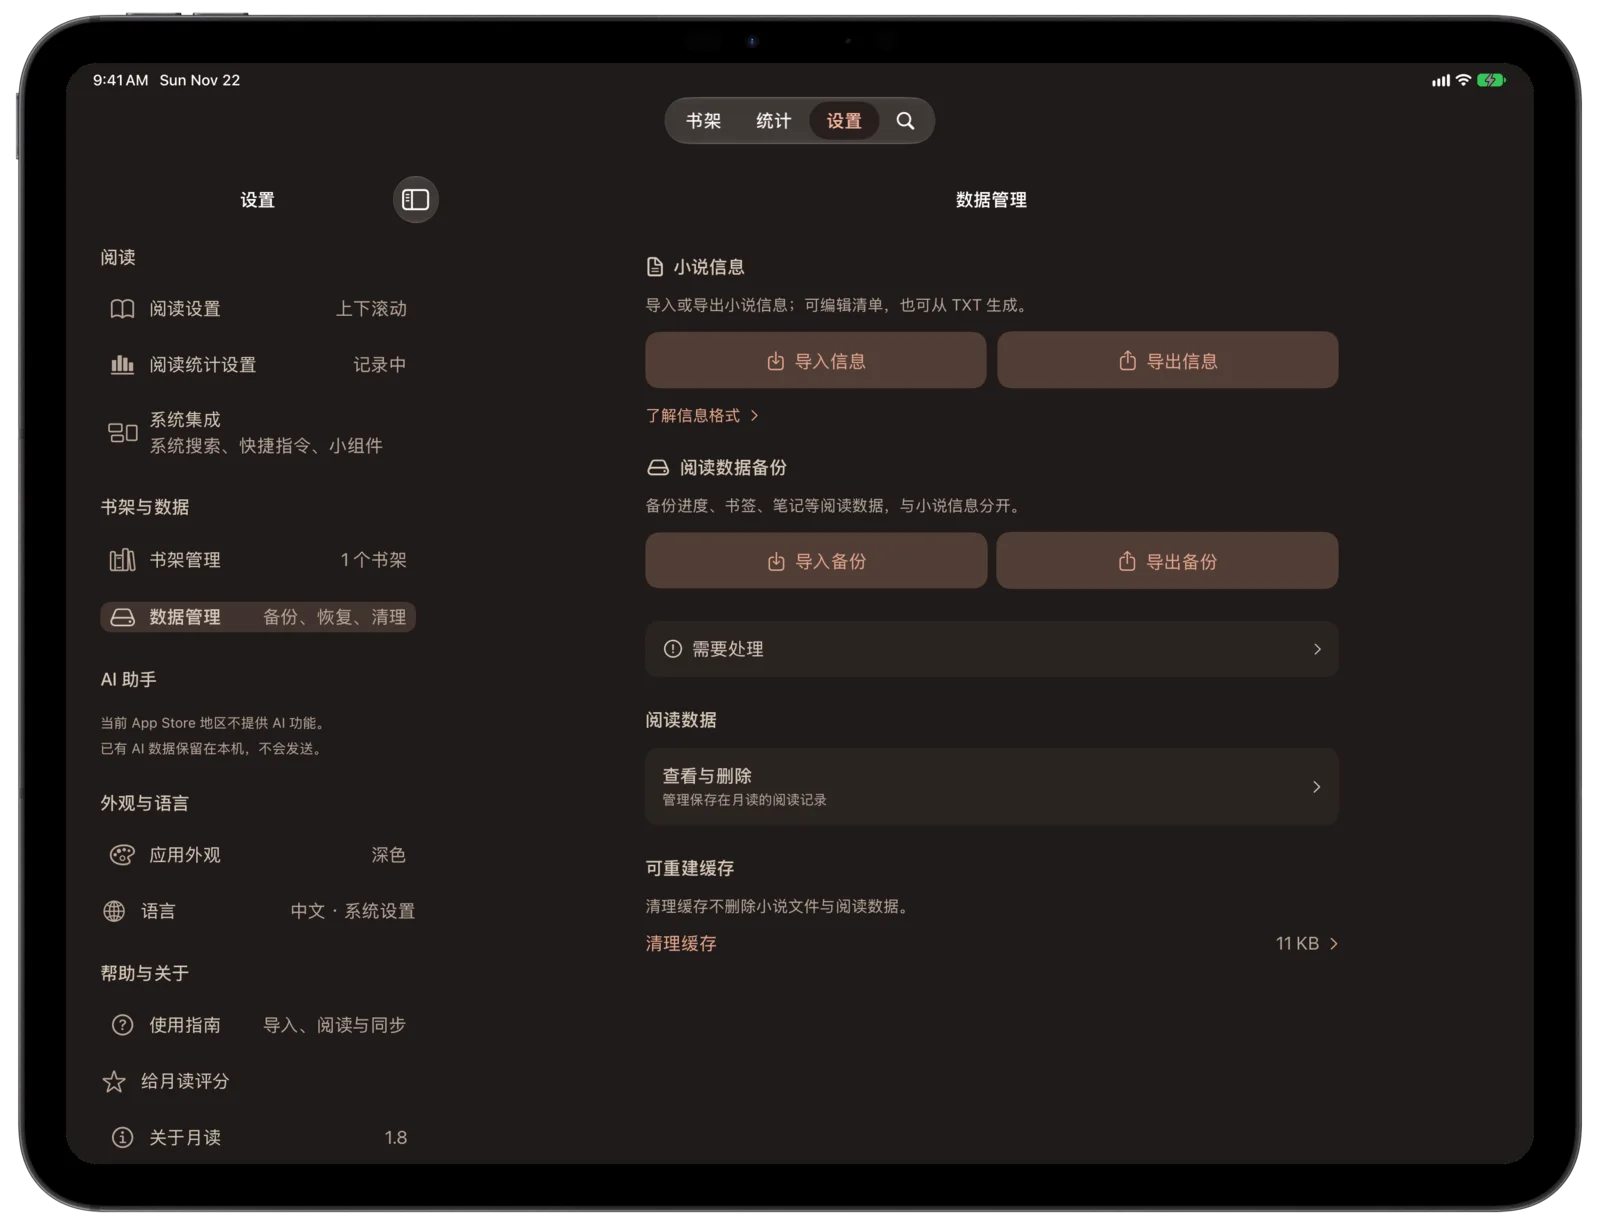 9:41 AM Sun Nov 22
书架 统计 设置
设置
阅读
阅读设置 上下滚动
阅读统计设置 记录中
系统集成
系统搜索、快捷指令、小组件
书架与数据
书架管理 1 个书架
数据管理 备份、恢复、清理
AI 助手
当前 App Store 地区不提供 AI 功能。
已有 AI 数据保留在本机，不会发送。
外观与语言
应用外观 深色
语言 中文 · 系统设置
帮助与关于
使用指南 导入、阅读与同步
给月读评分
关于月读 1.8
数据管理
小说信息
导入或导出小说信息；可编辑清单，也可从 TXT 生成。
导入信息 导出信息
了解信息格式
阅读数据备份
备份进度、书签、笔记等阅读数据，与小说信息分开。
导入备份 导出备份
需要处理
阅读数据
查看与删除
管理保存在月读的阅读记录
可重建缓存
清理缓存不删除小说文件与阅读数据。
清理缓存 11 KB